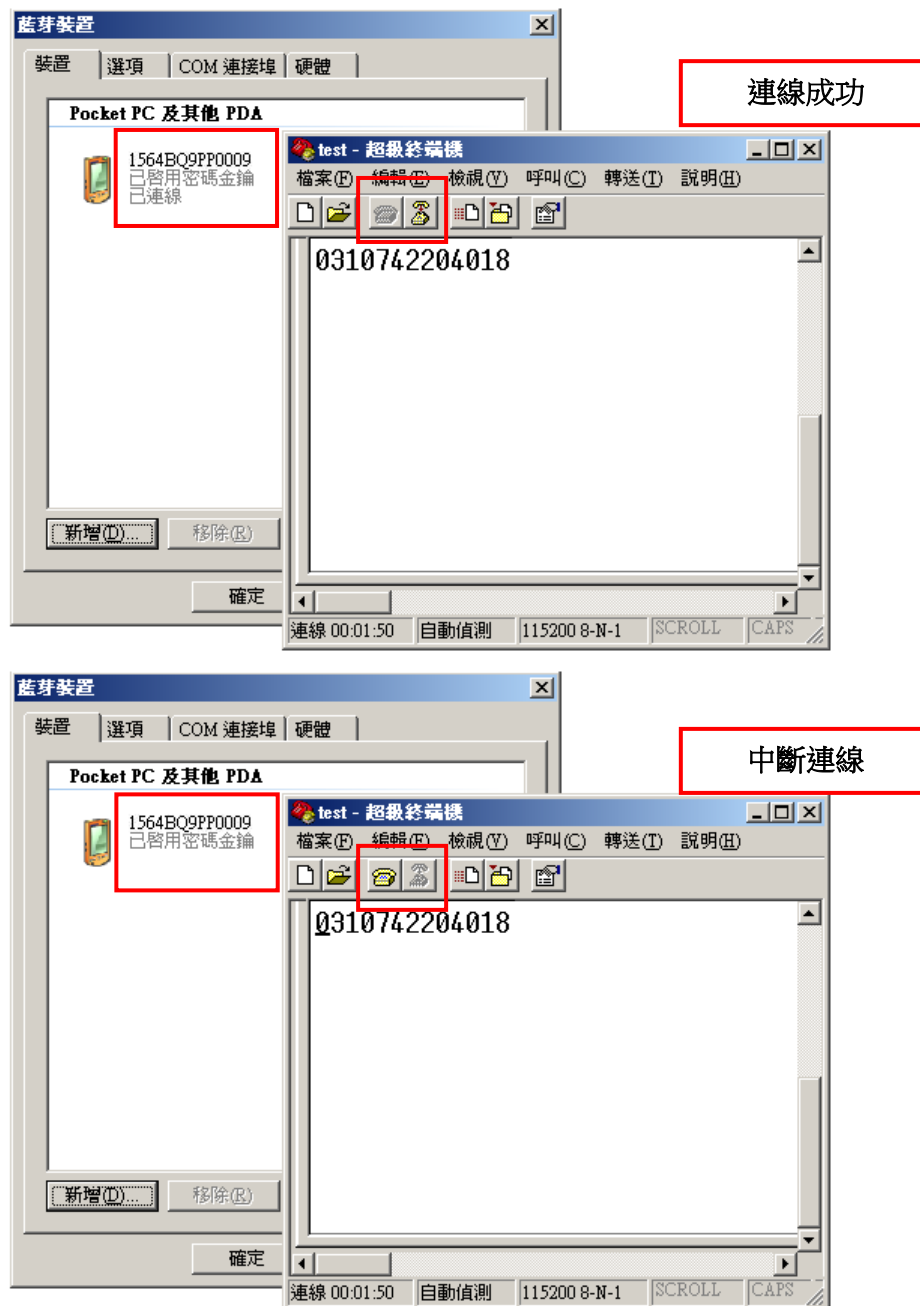 藍芽裝置
裝置 選項 COM 連接埠 硬體
連線成功
Pocket PC 及其他 PDA
1564BQ9PP0009
已啓用密碼金鑰
已連線
test - 超級終端機
檔案(F) 編輯(E) 檢視(V) 呼叫(C) 轉送(T) 說明(H)
0310742204018
新增(D)... 移除(R)
確定
連線 00:01:50 自動偵測 115200 8-N-1 SCROLL CAPS
藍芽裝置
裝置 選項 COM 連接埠 硬體
中斷連線
Pocket PC 及其他 PDA
1564BQ9PP0009
已啓用密碼金鑰
test - 超級終端機
檔案(F) 編輯(E) 檢視(V) 呼叫(C) 轉送(T) 說明(H)
0310742204018
新增(D)... 移除(R)
確定
連線 00:01:50 自動偵測 115200 8-N-1 SCROLL CAPS